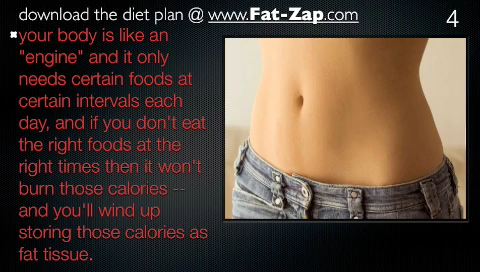 download the diet plan @ www.Fat-Zap.com
4
your body is like an
"engine" and it only
needs certain foods at
certain intervals each
day, and if you don't eat
the right foods at the
right times then it won't
burn those calories --
and you'll wind up
storing those calories as
fat tissue.